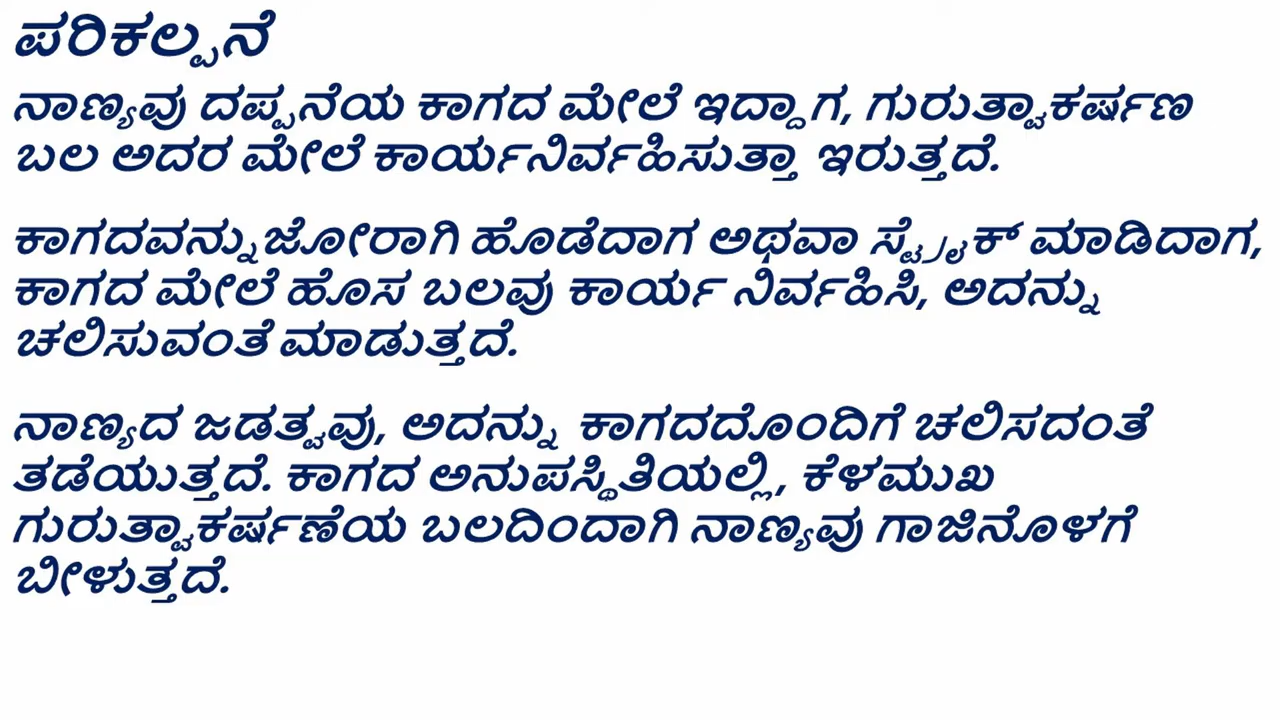 ಪರಿಕಲ್ಪನೆ
ನಾಣ್ಯವು ದಪ್ಪನೆಯ ಕಾಗದ ಮೇಲೆ ಇದ್ದಾಗ, ಗುರುತ್ವಾಕರ್ಷಣ
ಬಲ ಅದರ ಮೇಲೆ ಕಾರ್ಯನಿರ್ವಹಿಸುತ್ತಾ ಇರುತ್ತದೆ.
ಕಾಗದವನ್ನುಜೋರಾಗಿ ಹೊಡೆದಾಗ ಅಥವಾ ಸ್ಟ್ರೈಕ್ ಮಾಡಿದಾಗ,
ಕಾಗದ ಮೇಲೆ ಹೊಸ ಬಲವು ಕಾರ್ಯ ನಿರ್ವಹಿಸಿ, ಅದನ್ನು
ಚಲಿಸುವಂತೆ ಮಾಡುತ್ತದೆ.
ನಾಣ್ಯದ ಜಡತ್ವವು, ಅದನ್ನು ಕಾಗದದೊಂದಿಗೆ ಚಲಿಸದಂತೆ
ತಡೆಯುತ್ತದೆ. ಕಾಗದ ಅನುಪಸ್ಥಿತಿಯಲ್ಲಿ, ಕೆಳಮುಖ
ಗುರುತ್ವಾಕರ್ಷಣೆಯ ಬಲದಿಂದಾಗಿ ನಾಣ್ಯವು ಗಾಜಿನೊಳಗೆ
ಬೀಳುತ್ತದೆ.